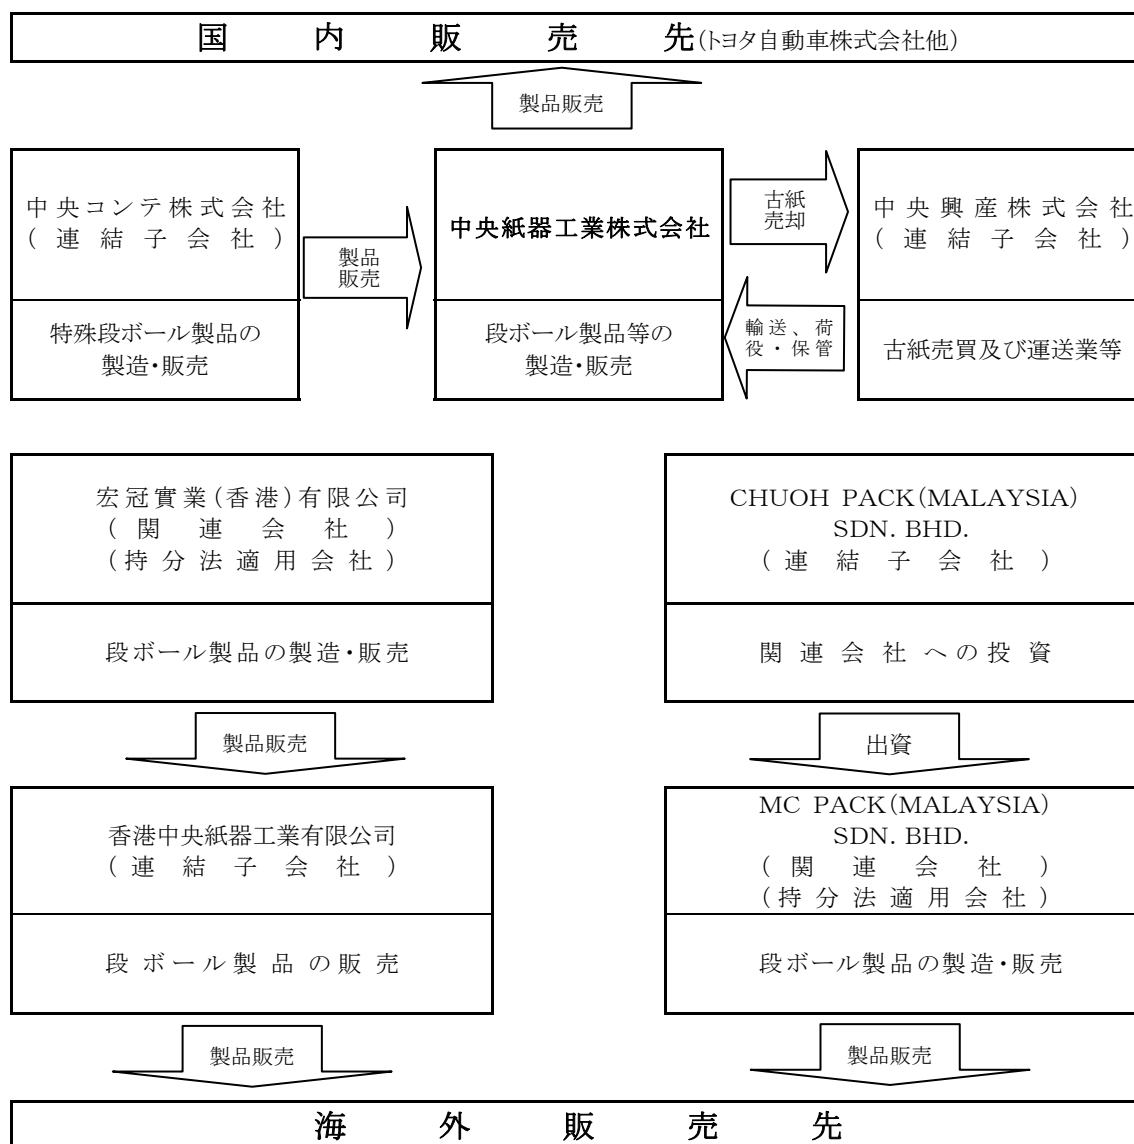 国内販売先(トヨタ自動車株式会社他)
製品販売
中央コンテ株式会社
(連結子会社)
特殊段ボール製品の
製造・販売
製品
販売
中央紙器工業株式会社
段ボール製品等の
製造・販売
古紙
売却
輸送、荷
役・保管
中央興産株式会社
(連結子会社)
古紙売買及び運送業等
宏冠實業(香港)有限公司
(関連会社)
(持分法適用会社)
段ボール製品の製造・販売
製品販売
香港中央紙器工業有限公司
(連結子会社)
段ボール製品の販売
製品販売
CHUOH PACK(MALAYSIA)
SDN. BHD.
(連結子会社)
関連会社への投資
出資
MC PACK(MALAYSIA)
SDN. BHD.
(関連会社)
(持分法適用会社)
段ボール製品の製造・販売
製品販売
海外販売先